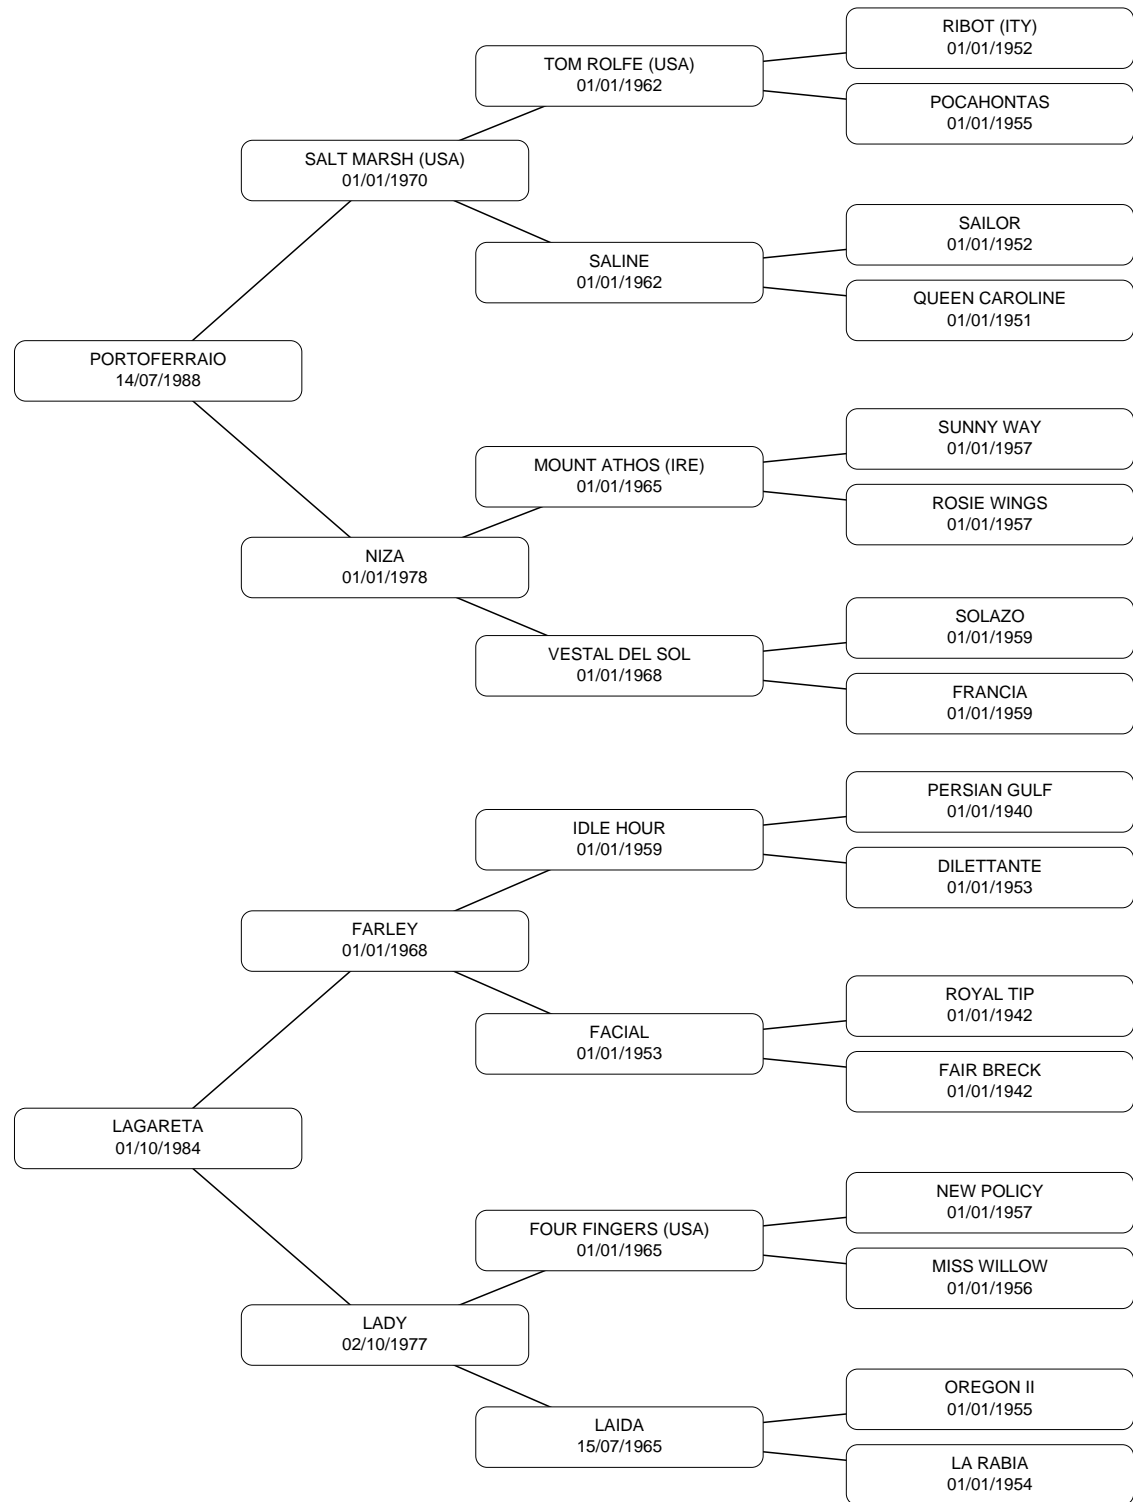 RIBOT (ITY)
01/01/1952
TOM ROLFE (USA)
01/01/1962
POCAHONTAS
01/01/1955
SALT MARSH (USA)
01/01/1970
SAILOR
01/01/1952
SALINE
01/01/1962
QUEEN CAROLINE
01/01/1951
PORTOFERRAIO
14/07/1988
SUNNY WAY
01/01/1957
MOUNT ATHOS (IRE)
01/01/1965
ROSIE WINGS
01/01/1957
NIZA
01/01/1978
SOLAZO
01/01/1959
VESTAL DEL SOL
01/01/1968
FRANCIA
01/01/1959
PERSIAN GULF
01/01/1940
IDLE HOUR
01/01/1959
DILETTANTE
01/01/1953
FARLEY
01/01/1968
ROYAL TIP
01/01/1942
FACIAL
01/01/1953
FAIR BRECK
01/01/1942
LAGARETA
01/10/1984
NEW POLICY
01/01/1957
FOUR FINGERS (USA)
01/01/1965
MISS WILLOW
01/01/1956
LADY
02/10/1977
OREGON II
01/01/1955
LAIDA
15/07/1965
LA RABIA
01/01/1954